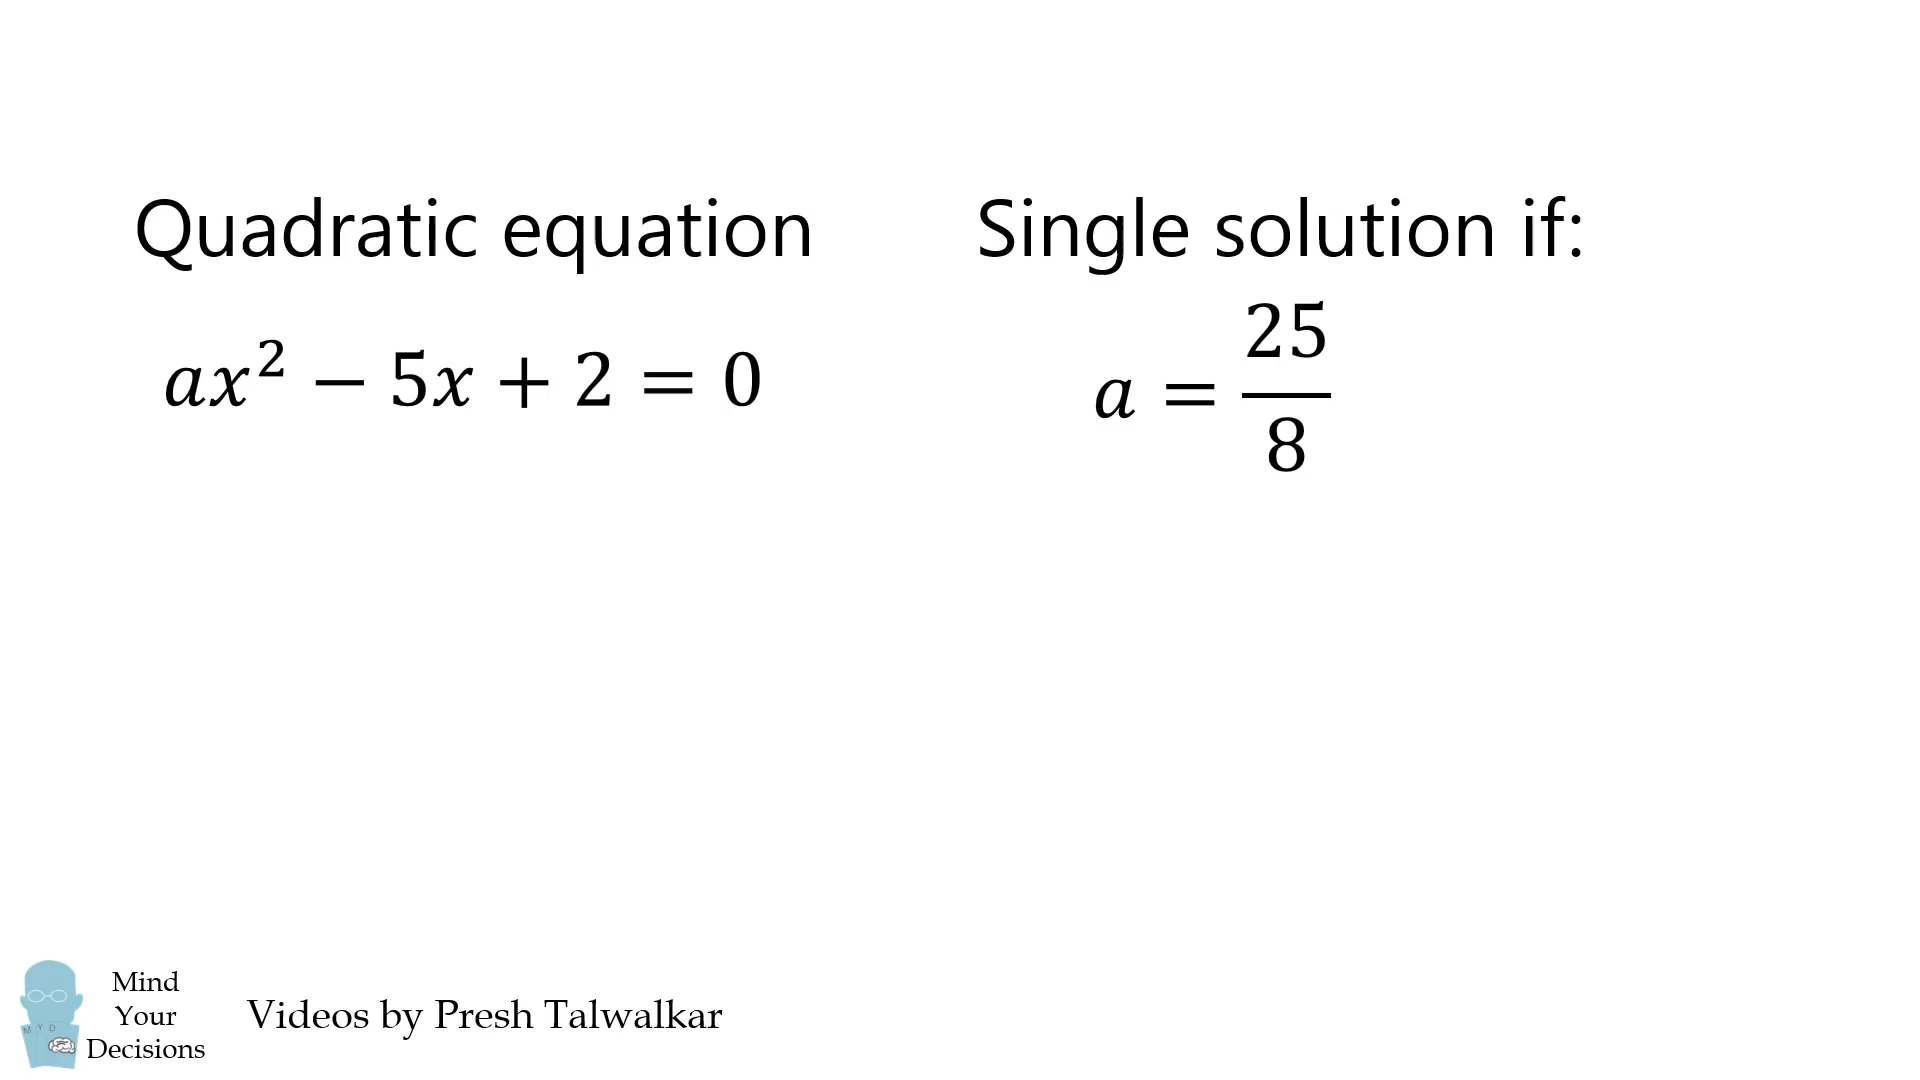 Quadratic equation
ax² − 5x + 2 = 0
Single solution if:
a = 25/8
Mind
Your
Decisions
M Y D
Videos by Presh Talwalkar